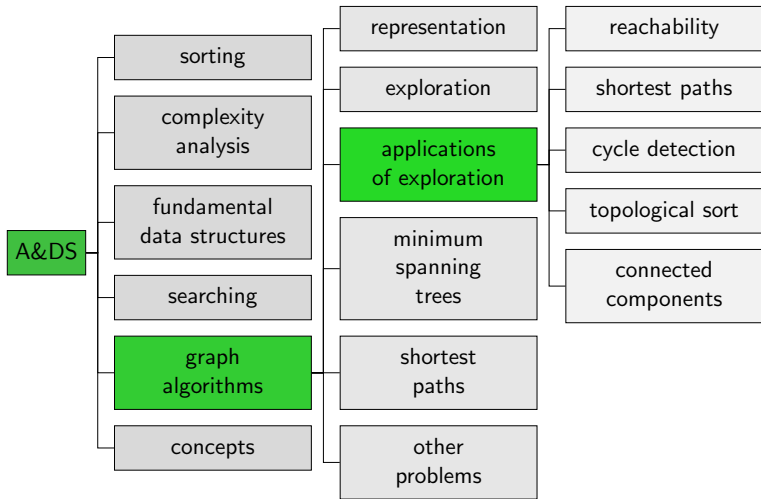 A&DS
sorting
complexity
analysis
fundamental
data structures
searching
graph
algorithms
concepts
representation
exploration
applications
of exploration
minimum
spanning
trees
shortest
paths
other
problems
reachability
shortest paths
cycle detection
topological sort
connected
components